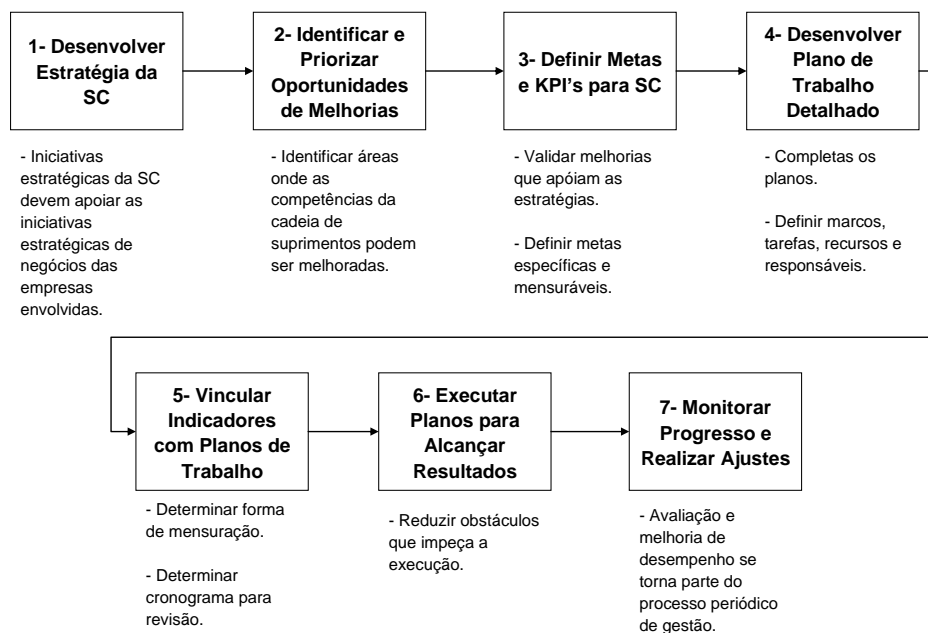 1- Desenvolver
Estratégia da
SC
2- Identificar e
Priorizar
Oportunidades
de Melhorias
3- Definir Metas
e KPI's para SC
4- Desenvolver
Plano de
Trabalho
Detalhado
- Iniciativas
estratégicas da SC
devem apoiar as
iniciativas
estratégicas de
negócios das
empresas
envolvidas.
- Identificar áreas
onde as
competências da
cadeia de
suprimentos podem
ser melhoradas.
- Validar melhorias
que apóiam as
estratégias.
- Definir metas
específicas e
mensuráveis.
- Completas os
planos.
- Definir marcos,
tarefas, recursos e
responsáveis.
5- Vincular
Indicadores
com Planos de
Trabalho
6- Executar
Planos para
Alcançar
Resultados
7- Monitorar
Progresso e
Realizar Ajustes
- Determinar forma
de mensuração.
- Determinar
cronograma para
revisão.
- Reduzir obstáculos
que impeça a
execução.
- Avaliação e
melhoria de
desempenho se
torna parte do
processo periódico
de gestão.